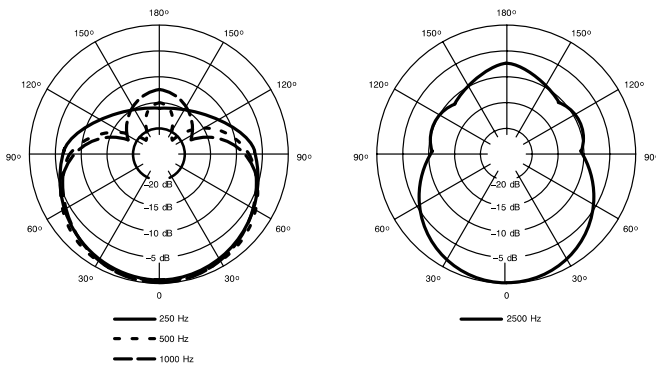 180° 180°
150° 150° 150° 150°
120° 120° 120° 120°
90° 90° 90° 90
–20 dB –20 dB
–15 dB –15 dB
60° 60° 60° 60°
–10 dB –10 dB
–5 dB –5 dB
30° 30° 30° 30°
0 0
250 Hz 2500 Hz
500 Hz
1000 Hz